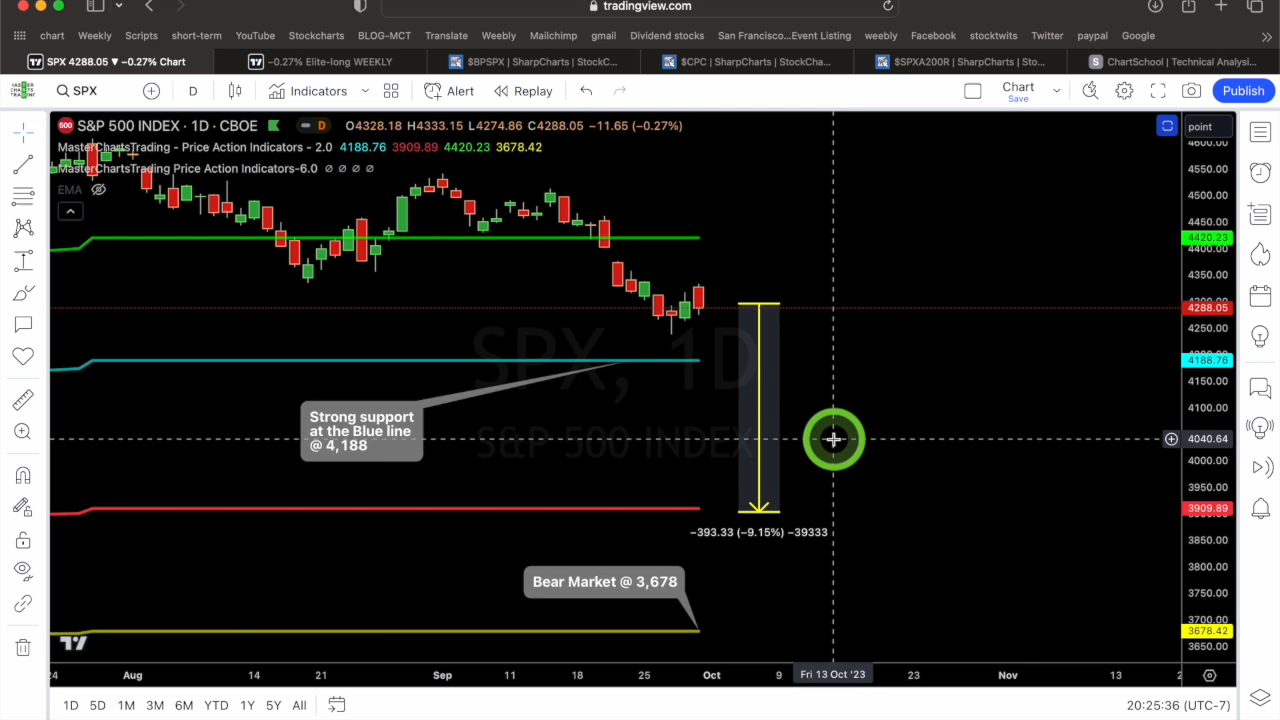 tradingview.com
chart Weekly Scripts short-term YouTube Stockcharts BLOG-MCT Translate Weebly Mailchimp gmail Dividend stocks San Francisco...Event Listing weebly Facebook stocktwits Twitter paypal Google
SPX 4288.05 ▼ −0.27% Chart
−0.27% Elite-long WEEKLY
$BPSPX | SharpCharts | StockC...
$CPC | SharpCharts | StockCha...
$SPXA200R | SharpCharts | Sto...
ChartSchool | Technical Analysi...
SPX D Indicators Alert Replay Chart Save Publish
S&P 500 INDEX · 1D · CBOE D O4328.18 H4333.15 L4274.86 C4288.05 −11.65 (−0.27%)
MasterChartsTrading - Price Action Indicators - 2.0 4188.76 3909.89 4420.23 3678.42
MasterChartsTrading Price Action Indicators-6.0 ∅ ∅ ∅ ∅
EMA
point
4600.00
4550.00
4500.00
4450.00
4420.23
4400.00
4350.00
4288.05
4250.00
4188.76
4150.00
4100.00
4040.64
4000.00
3950.00
3909.89
3850.00
3800.00
3750.00
3700.00
3678.42
3650.00
SPX, 1D
S&P 500 INDEX
Strong support
at the Blue line
@ 4,188
−393.33 (−9.15%) −39333
Bear Market @ 3,678
24 Aug 14 21 Sep 11 18 25 Oct 9 Fri 13 Oct '23 23 Nov 13
1D 5D 1M 3M 6M YTD 1Y 5Y All
20:25:36 (UTC-7)